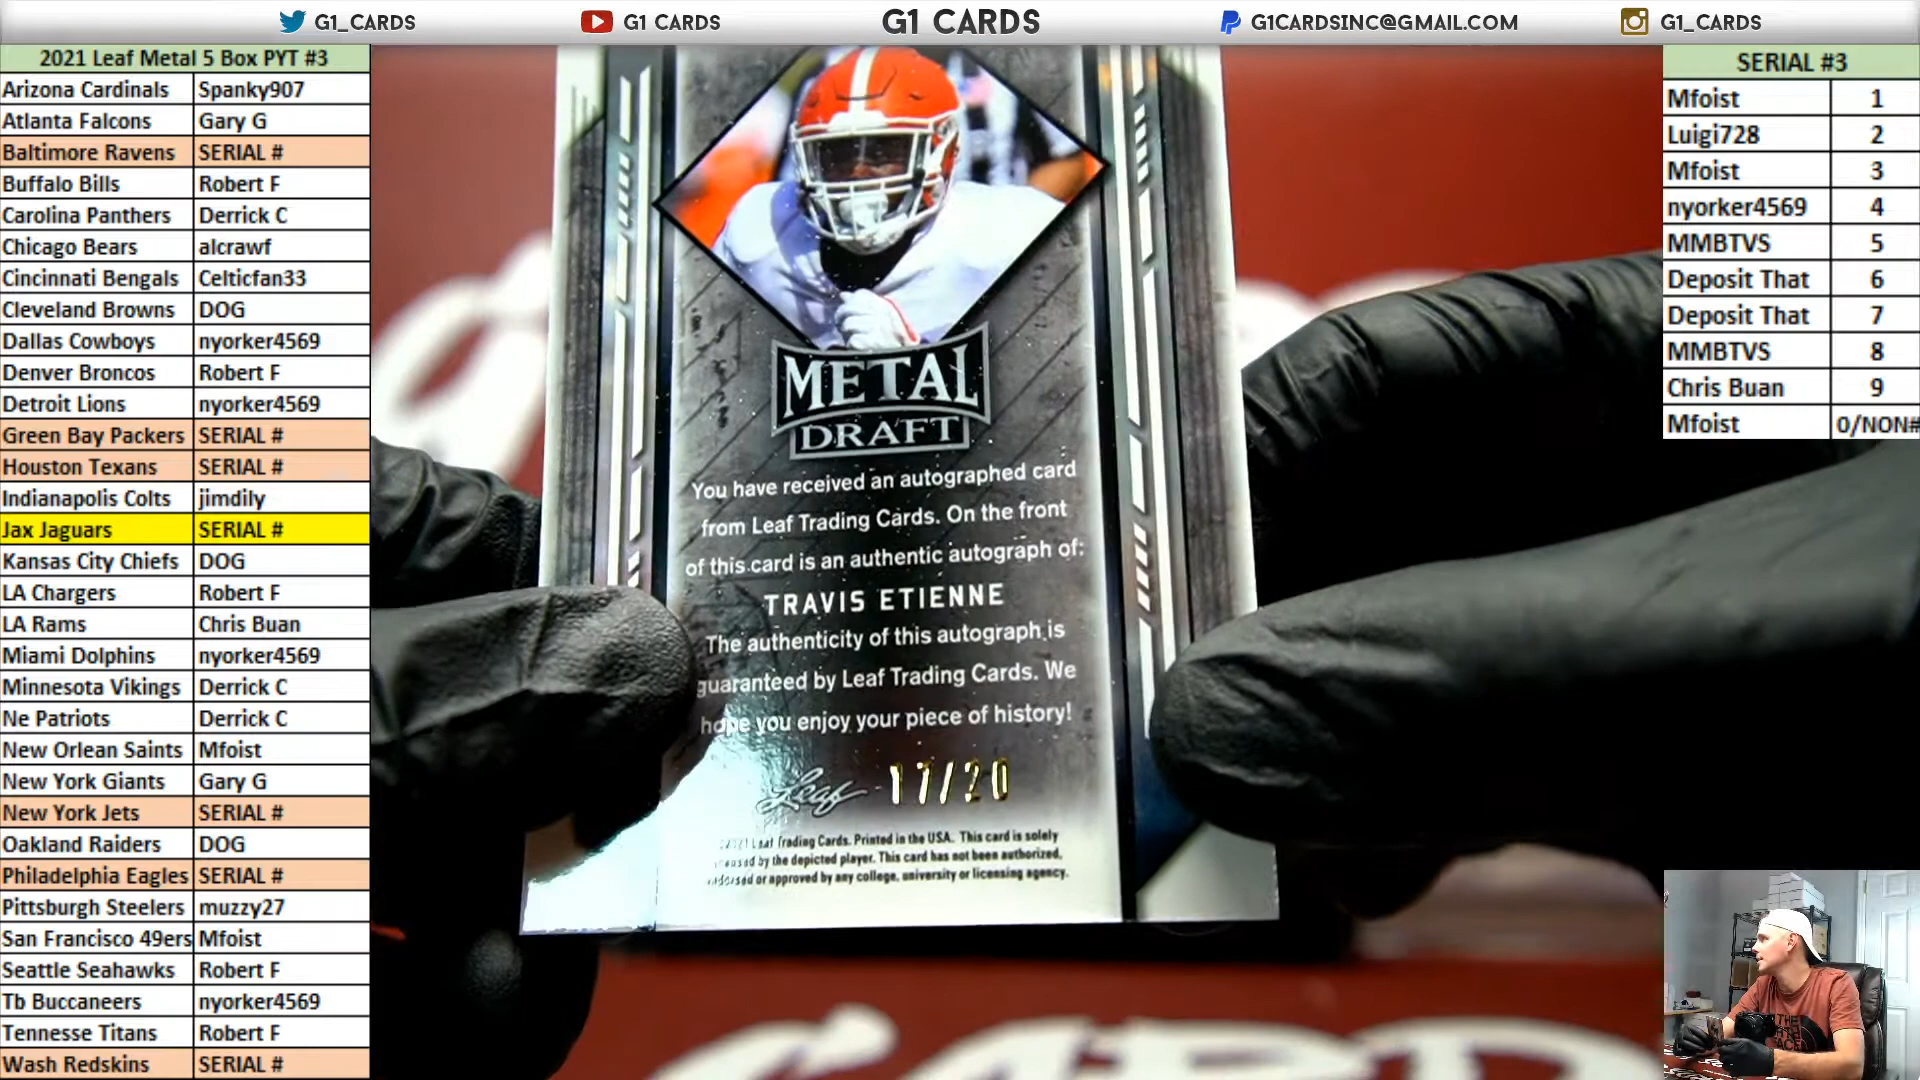 G1_CARDS
G1 CARDS
G1 CARDS
G1CARDSINC@GMAIL.COM
G1_CARDS
2021 Leaf Metal 5 Box PYT #3
Arizona Cardinals Spanky907
Atlanta Falcons Gary G
Baltimore Ravens SERIAL #
Buffalo Bills Robert F
Carolina Panthers Derrick C
Chicago Bears alcrawf
Cincinnati Bengals Celticfan33
Cleveland Browns DOG
Dallas Cowboys nyorker4569
Denver Broncos Robert F
Detroit Lions nyorker4569
Green Bay Packers SERIAL #
Houston Texans SERIAL #
Indianapolis Colts jimdily
Jax Jaguars SERIAL #
Kansas City Chiefs DOG
LA Chargers Robert F
LA Rams Chris Buan
Miami Dolphins nyorker4569
Minnesota Vikings Derrick C
Ne Patriots Derrick C
New Orlean Saints Mfoist
New York Giants Gary G
New York Jets SERIAL #
Oakland Raiders DOG
Philadelphia Eagles SERIAL #
Pittsburgh Steelers muzzy27
San Francisco 49ers Mfoist
Seattle Seahawks Robert F
Tb Buccaneers nyorker4569
Tennesse Titans Robert F
Wash Redskins SERIAL #
METAL
DRAFT
You have received an autographed card
from Leaf Trading Cards. On the front
of this card is an authentic autograph of:
TRAVIS ETIENNE
The authenticity of this autograph is
guaranteed by Leaf Trading Cards. We
hope you enjoy your piece of history!
Leaf 17/20
Leaf Trading Cards. Printed in the USA. This card is solely
licensed by the depicted player. This card has not been authorized,
endorsed or approved by any college, university or licensing agency.
SERIAL #3
Mfoist 1
Luigi728 2
Mfoist 3
nyorker4569 4
MMBTVS 5
Deposit That 6
Deposit That 7
MMBTVS 8
Chris Buan 9
Mfoist 0/NON#